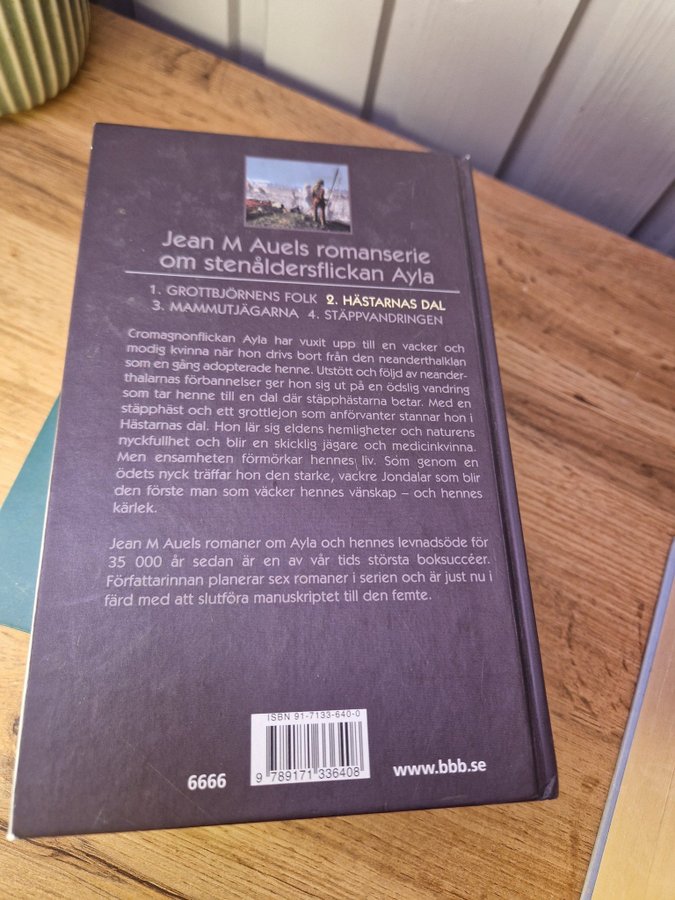 Jean M Auels romanserie
om stenåldersflickan Ayla
1. GROTTBJÖRNENS FOLK 2. HÄSTARNAS DAL
3. MAMMUTJÄGARNA 4. STÄPPVANDRINGEN
Cromagnonflickan Ayla har vuxit upp till en vacker och
modig kvinna när hon drivs bort från den neanderthalklan
som en gång adopterade henne. Utstött och följd av neander-
thalarnas förbannelser ger hon sig ut på en ödslig vandring
som tar henne till en dal där stäpphästarna betar. Med en
stäpphäst och ett grottlejon som anförvanter stannar hon i
Hästarnas dal. Hon lär sig eldens hemligheter och naturens
nyckfullhet och blir en skicklig jägare och medicinkvinna.
Men ensamheten förmörkar hennes liv. Som genom en
ödets nyck träffar hon den starke, vackre Jondalar som blir
den förste man som väcker hennes vänskap – och hennes
kärlek.
Jean M Auels romaner om Ayla och hennes levnadsöde för
35 000 år sedan är en av vår tids största boksuccéer.
Författarinnan planerar sex romaner i serien och är just nu i
färd med att slutföra manuskriptet till den femte.
ISBN 91-7133-640-0
9 789171 336408
6666
www.bbb.se